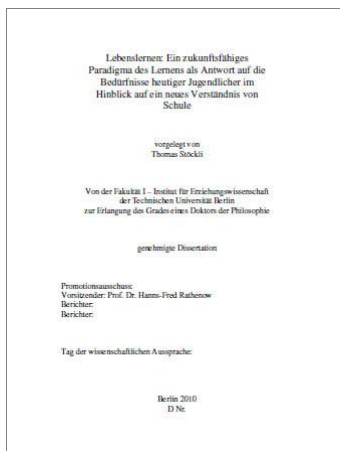 Lebenslernen: Ein zukunftsfähiges
Paradigma des Lernens als Antwort auf die
Bedürfnisse heutiger Jugendlicher im
Hinblick auf ein neues Verständnis von
Schule
vorgelegt von
Thomas Stöckli
Von der Fakultät I – Institut für Erziehungswissenschaft
der Technischen Universität Berlin
zur Erlangung des Grades eines Doktors der Philosophie
genehmigte Dissertation
Promotionsausschuss:
Vorsitzender: Prof. Dr. Hanns-Fred Rathenow
Berichter:
Berichter:
Tag der wissenschaftlichen Aussprache:
Berlin 2010
D Nr.